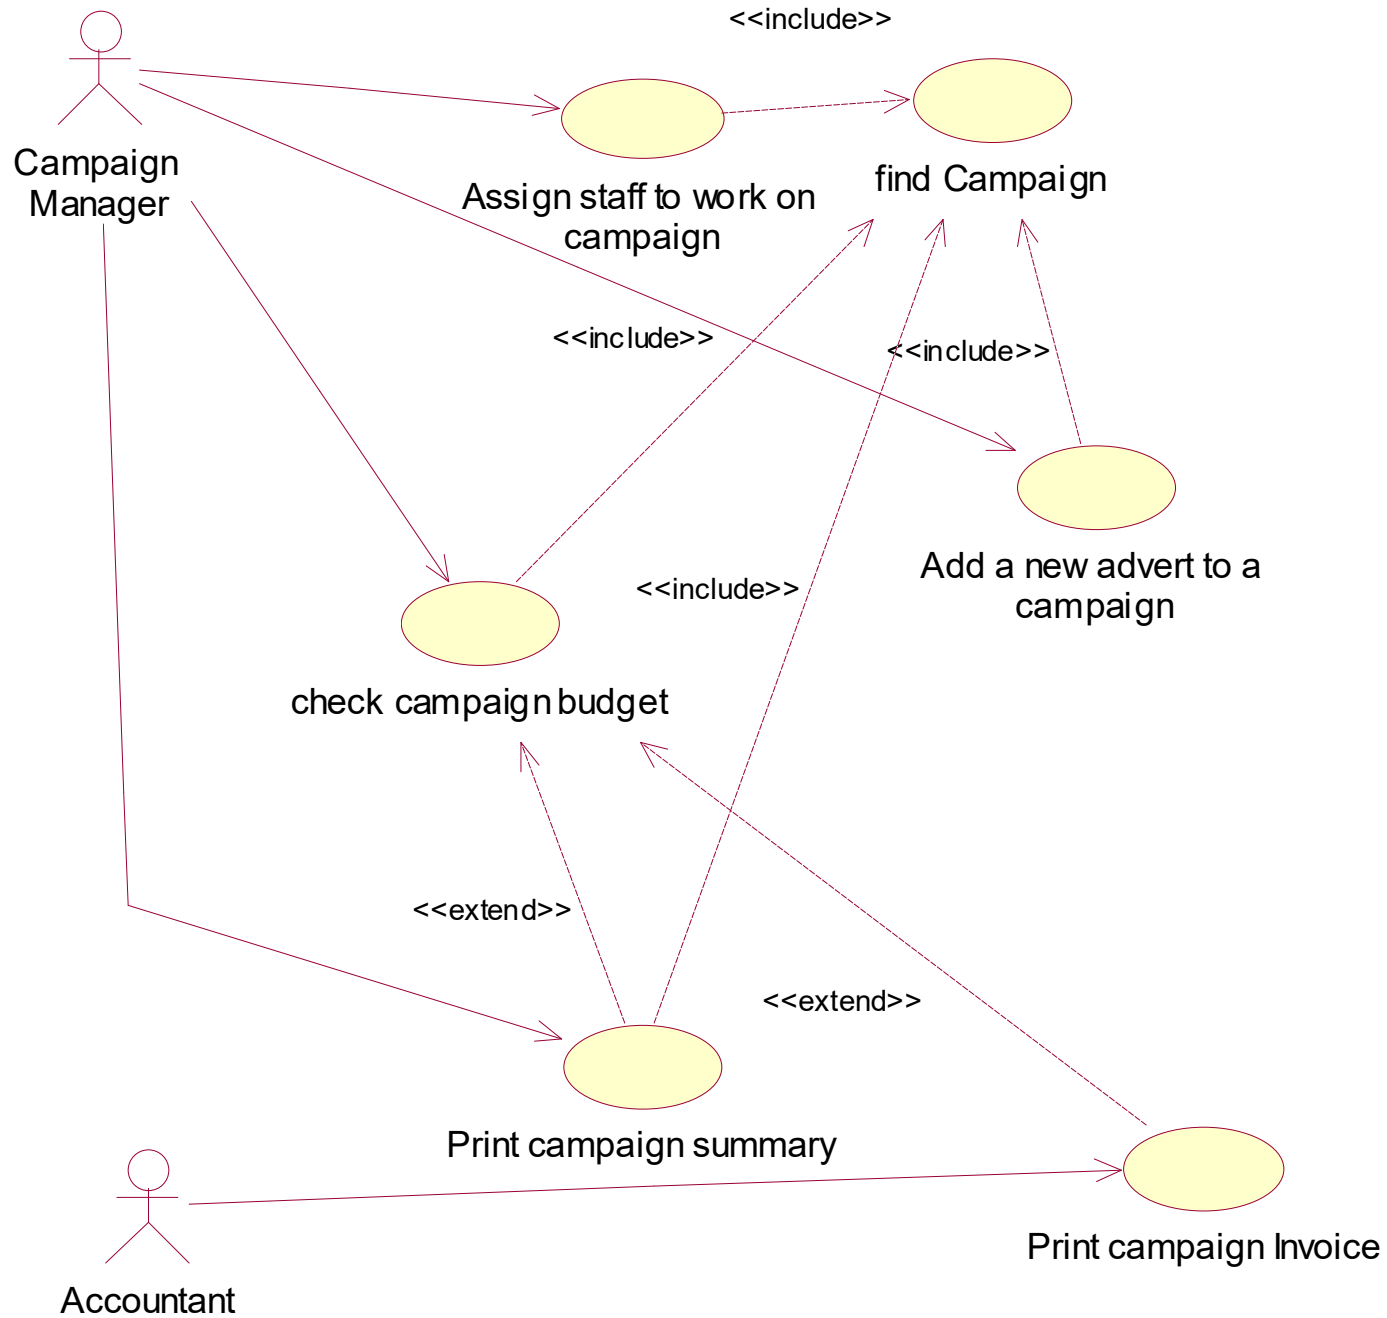 <<include>>
Campaign
Manager
Assign staff to work on
campaign
find Campaign
<<include>>
<<include>>
Add a new advert to a
campaign
<<include>>
check campaign budget
<<extend>>
<<extend>>
Print campaign summary
Print campaign Invoice
Accountant